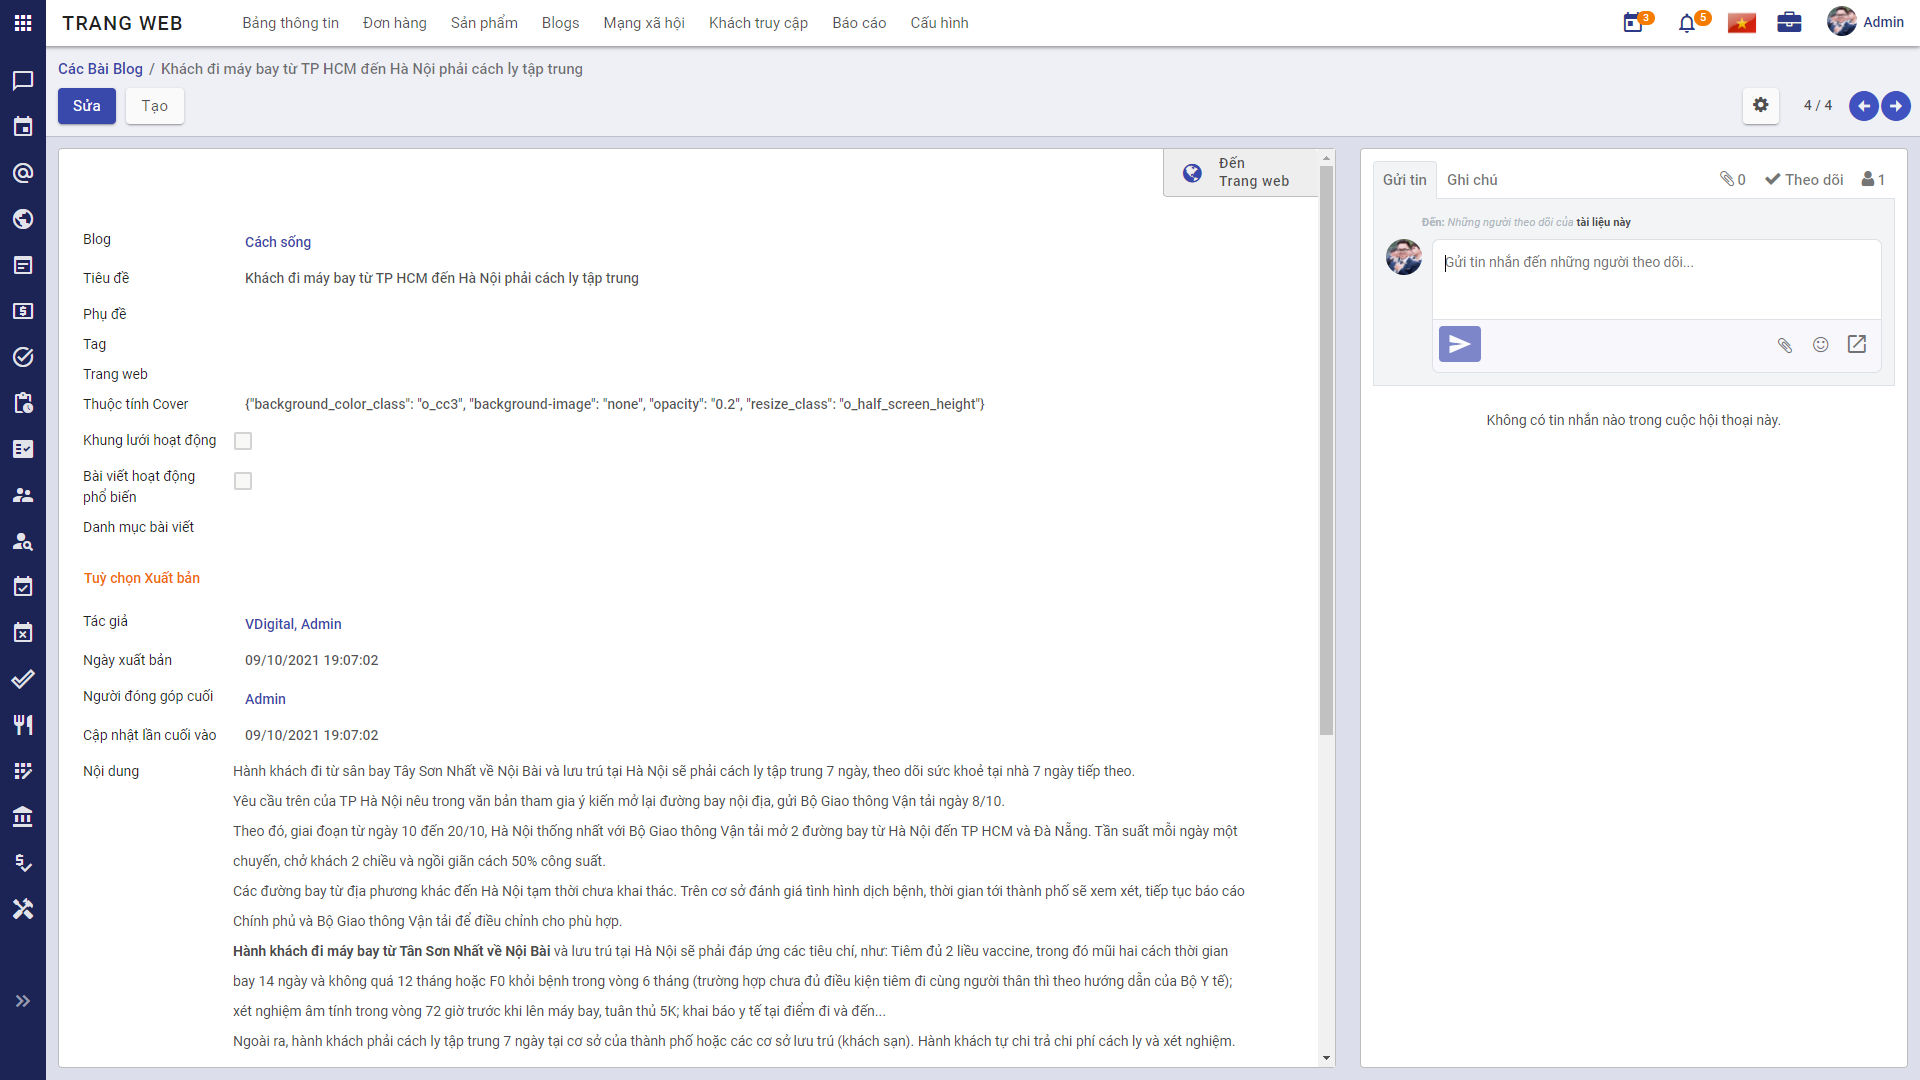 TRANG WEB
Bảng thông tin
Đơn hàng
Sản phẩm
Blogs
Mạng xã hội
Khách truy cập
Báo cáo
Cấu hình
3
5
Admin
Các Bài Blog / Khách đi máy bay từ TP HCM đến Hà Nội phải cách ly tập trung
Sửa
Tạo
4 / 4
Đến
Trang web
Blog
Cách sống
Tiêu đề
Khách đi máy bay từ TP HCM đến Hà Nội phải cách ly tập trung
Phụ đề
Tag
Trang web
Thuộc tính Cover
{"background_color_class": "o_cc3", "background-image": "none", "opacity": "0.2", "resize_class": "o_half_screen_height"}
Khung lưới hoạt động
Bài viết hoạt động
phổ biến
Danh mục bài viết
Tuỳ chọn Xuất bản
Tác giả
VDigital, Admin
Ngày xuất bản
09/10/2021 19:07:02
Người đóng góp cuối
Admin
Cập nhật lần cuối vào
09/10/2021 19:07:02
Nội dung
Hành khách đi từ sân bay Tây Sơn Nhất về Nội Bài và lưu trú tại Hà Nội sẽ phải cách ly tập trung 7 ngày, theo dõi sức khoẻ tại nhà 7 ngày tiếp theo.
Yêu cầu trên của TP Hà Nội nêu trong văn bản tham gia ý kiến mở lại đường bay nội địa, gửi Bộ Giao thông Vận tải ngày 8/10.
Theo đó, giai đoạn từ ngày 10 đến 20/10, Hà Nội thống nhất với Bộ Giao thông Vận tải mở 2 đường bay từ Hà Nội đến TP HCM và Đà Nẵng. Tần suất mỗi ngày một
chuyến, chở khách 2 chiều và ngồi giãn cách 50% công suất.
Các đường bay từ địa phương khác đến Hà Nội tạm thời chưa khai thác. Trên cơ sở đánh giá tình hình dịch bệnh, thời gian tới thành phố sẽ xem xét, tiếp tục báo cáo
Chính phủ và Bộ Giao thông Vận tải để điều chỉnh cho phù hợp.
Hành khách đi máy bay từ Tân Sơn Nhất về Nội Bài và lưu trú tại Hà Nội sẽ phải đáp ứng các tiêu chí, như: Tiêm đủ 2 liều vaccine, trong đó mũi hai cách thời gian
bay 14 ngày và không quá 12 tháng hoặc F0 khỏi bệnh trong vòng 6 tháng (trường hợp chưa đủ điều kiện tiêm đi cùng người thân thì theo hướng dẫn của Bộ Y tế);
xét nghiệm âm tính trong vòng 72 giờ trước khi lên máy bay, tuân thủ 5K; khai báo y tế tại điểm đi và đến...
Ngoài ra, hành khách phải cách ly tập trung 7 ngày tại cơ sở của thành phố hoặc các cơ sở lưu trú (khách sạn). Hành khách tự chi trả chi phí cách ly và xét nghiệm.
Gửi tin
Ghi chú
0
Theo dõi
1
Đến: Những người theo dõi của tài liệu này
Gửi tin nhắn đến những người theo dõi...
Không có tin nhắn nào trong cuộc hội thoại này.